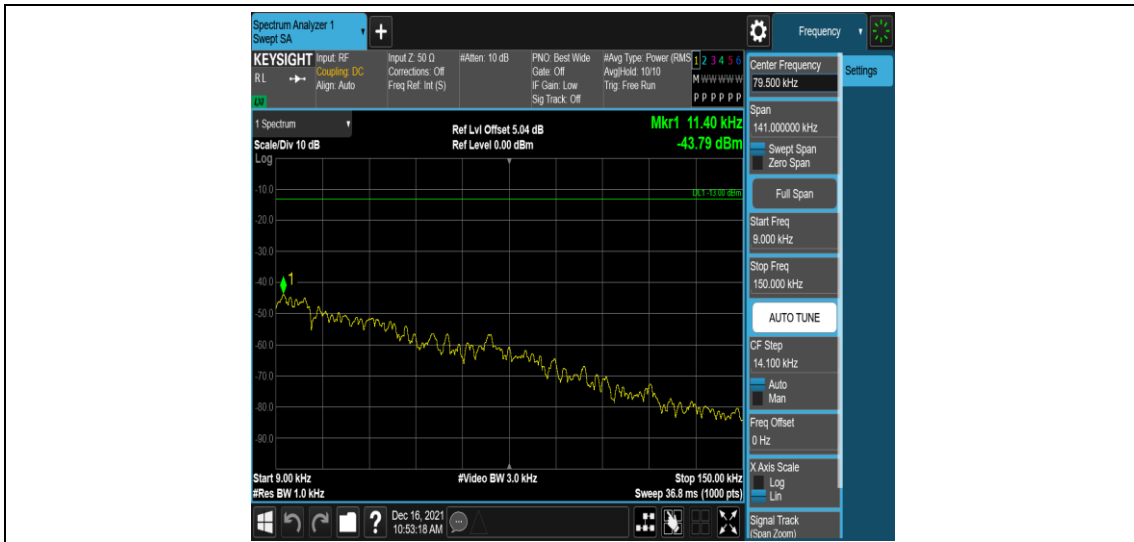 Spectrum Analyzer 1
Swept SA
+
Frequency
KEYSIGHT
RL
Input: RF
Coupling: DC
Align: Auto
Input Z: 50 Ω
Corrections: Off
Freq Ref: Int (S)
#Atten: 10 dB
PNO: Best Wide
Gate: Off
IF Gain: Low
Sig Track: Off
#Avg Type: Power (RMS
Avg|Hold: 10/10
Trig: Free Run
1 2 3 4 5 6
M W W W W W
P P P P P P
LXI
1 Spectrum
Scale/Div 10 dB
Log
Ref Lvl Offset 5.04 dB
Ref Level 0.00 dBm
Mkr1 11.40 kHz
-43.79 dBm
DL1 -13.00 dBm
-10.0
-20.0
-30.0
-40.0
1
-50.0
-60.0
-70.0
-80.0
-90.0
Start 9.00 kHz
#Res BW 1.0 kHz
#Video BW 3.0 kHz
Stop 150.00 kHz
Sweep 36.8 ms (1000 pts)
Center Frequency
79.500 kHz
Settings
Span
141.000000 kHz
Swept Span
Zero Span
Full Span
Start Freq
9.000 kHz
Stop Freq
150.000 kHz
AUTO TUNE
CF Step
14.100 kHz
Auto
Man
Freq Offset
0 Hz
X Axis Scale
Log
Lin
Signal Track
(Span Zoom)
?
Dec 16, 2021
10:53:18 AM